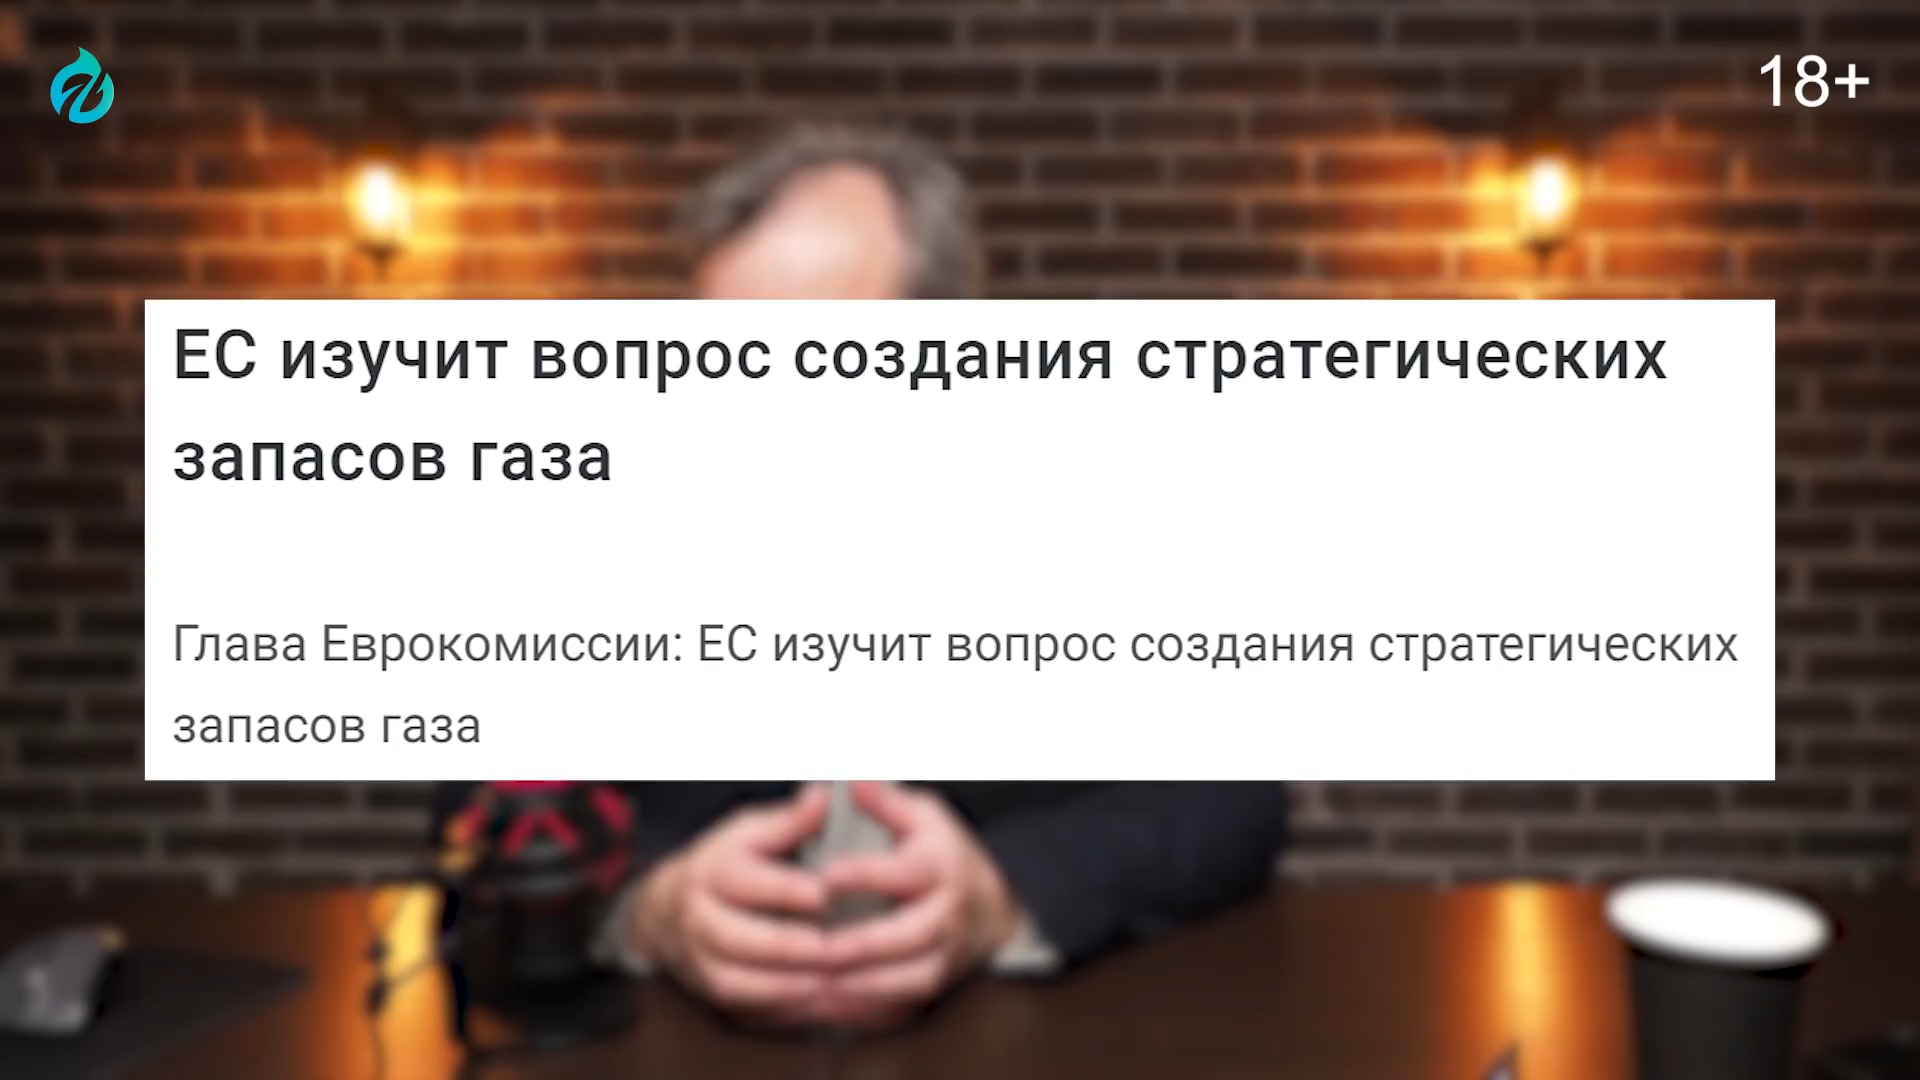 18+
ЕС изучит вопрос создания стратегических
запасов газа
Глава Еврокомиссии: ЕС изучит вопрос создания стратегических
запасов газа